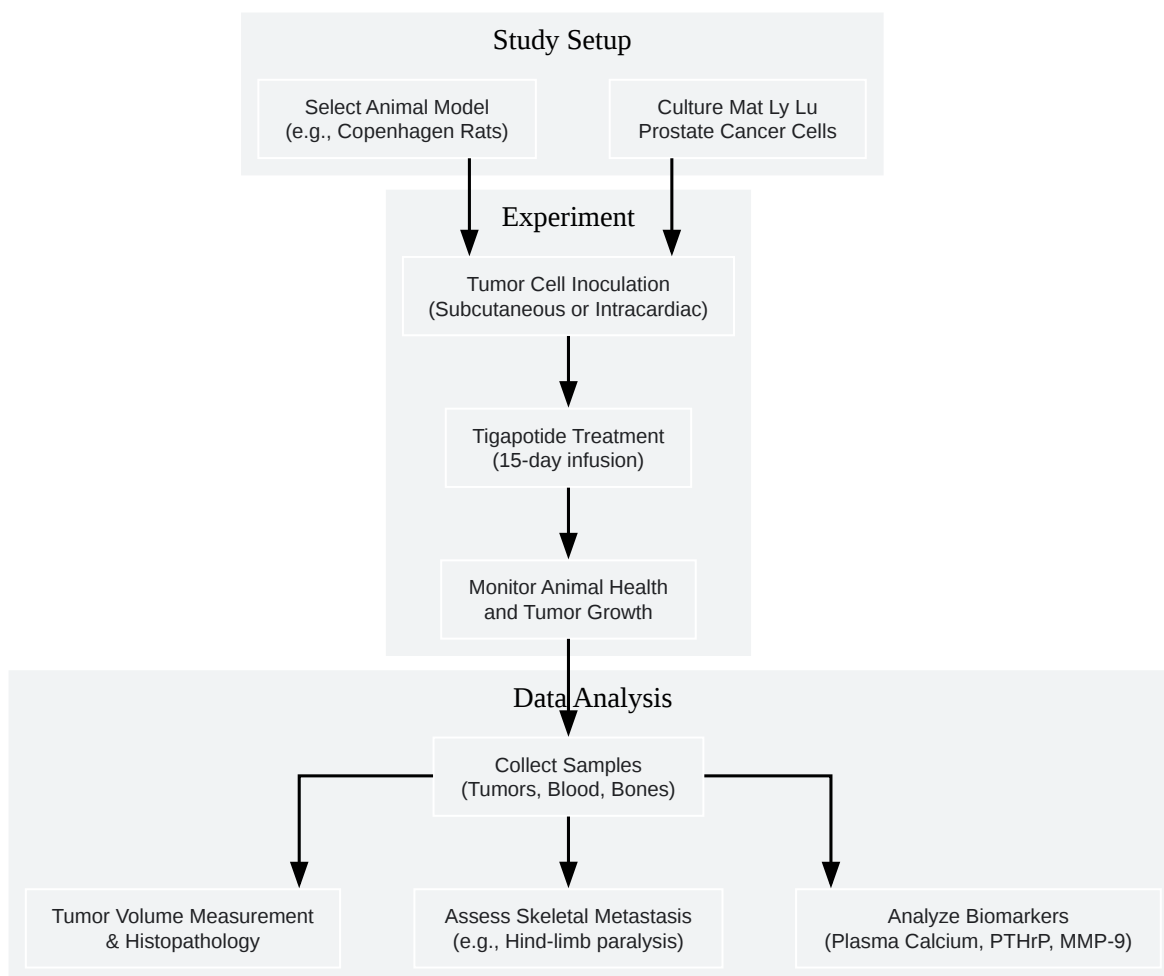 Study Setup
Select Animal Model
(e.g., Copenhagen Rats)
Culture Mat Ly Lu
Prostate Cancer Cells
Experiment
Tumor Cell Inoculation
(Subcutaneous or Intracardiac)
Tigapotide Treatment
(15-day infusion)
Monitor Animal Health
and Tumor Growth
Data Analysis
Collect Samples
(Tumors, Blood, Bones)
Tumor Volume Measurement
& Histopathology
Assess Skeletal Metastasis
(e.g., Hind-limb paralysis)
Analyze Biomarkers
(Plasma Calcium, PTHrP, MMP-9)